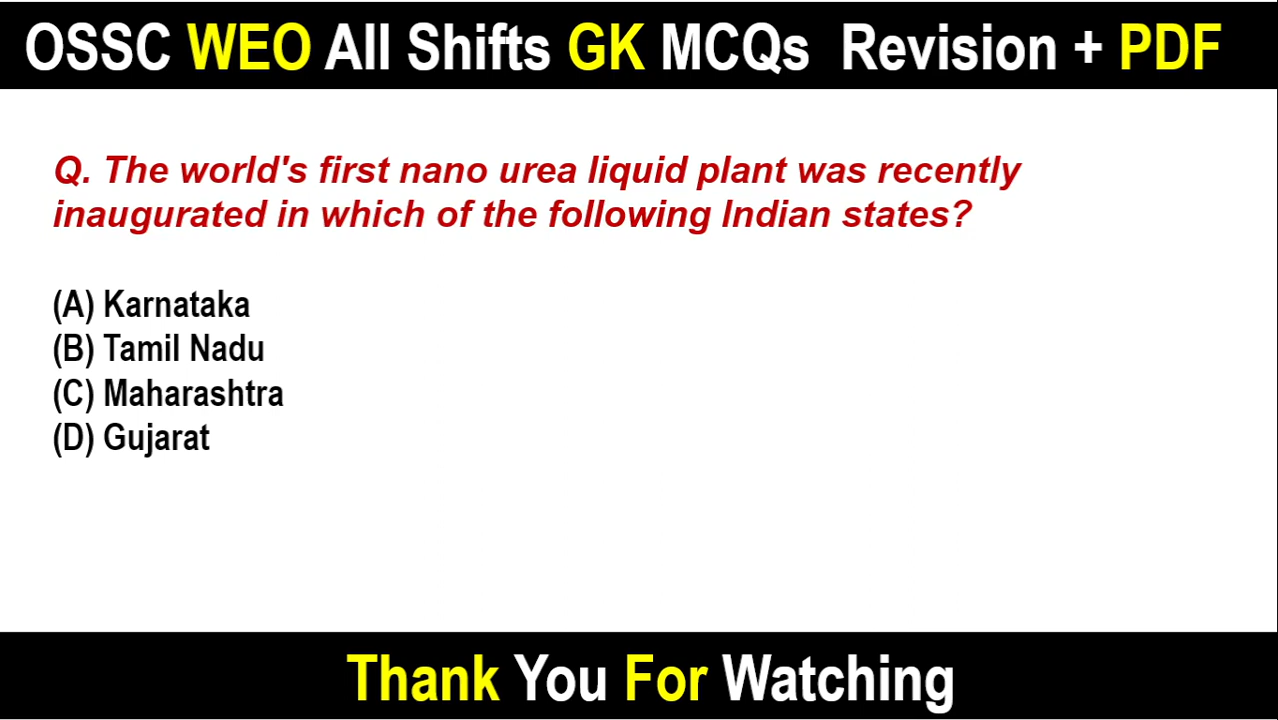 OSSC WEO All Shifts GK MCQs Revision + PDF
Q. The world's first nano urea liquid plant was recently
inaugurated in which of the following Indian states?
(A) Karnataka
(B) Tamil Nadu
(C) Maharashtra
(D) Gujarat
Thank You For Watching